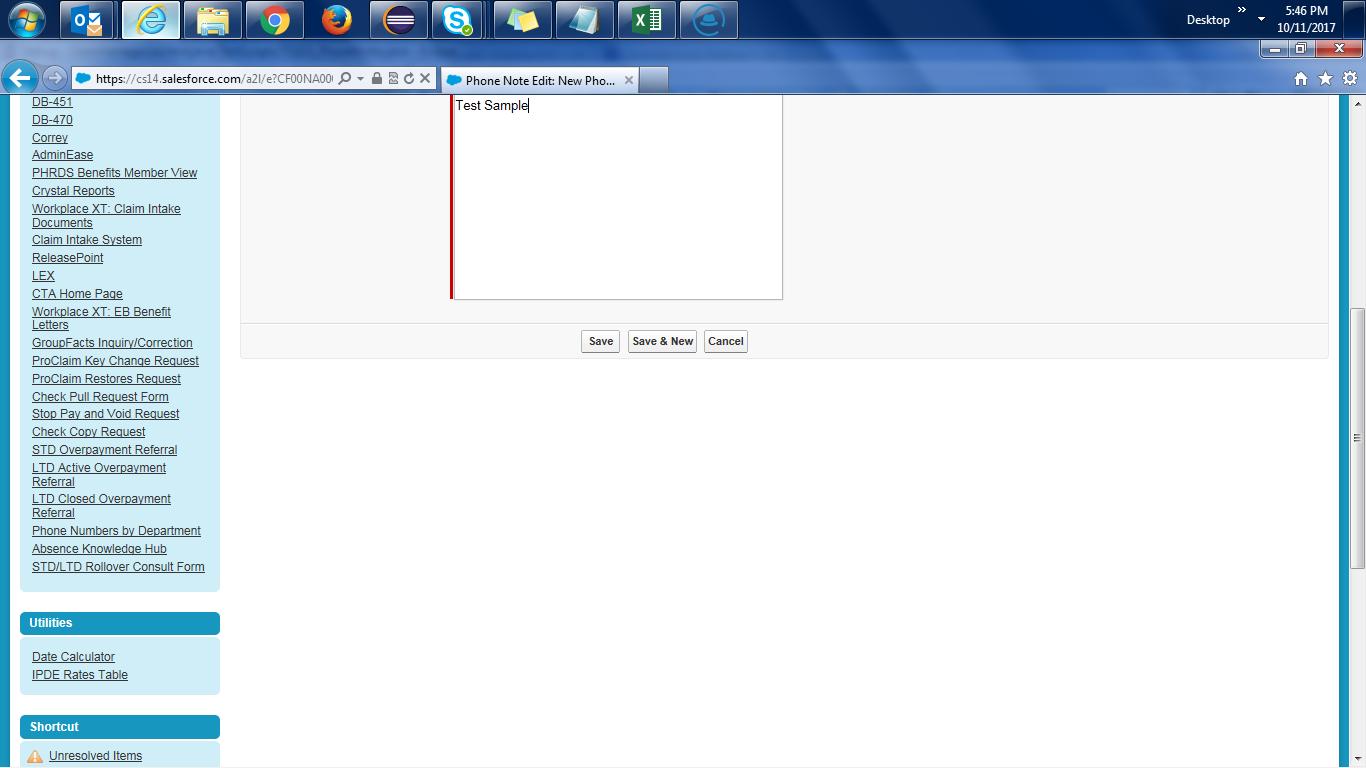 Desktop
5:46 PM
10/11/2017
https://cs14.salesforce.com/a2I/e?CF00NA00
Phone Note Edit: New Pho...
DB-451
DB-470
Correy
AdminEase
PHRDS Benefits Member View
Crystal Reports
Workplace XT: Claim Intake
Documents
Claim Intake System
ReleasePoint
LEX
CTA Home Page
Workplace XT: EB Benefit
Letters
GroupFacts Inquiry/Correction
ProClaim Key Change Request
ProClaim Restores Request
Check Pull Request Form
Stop Pay and Void Request
Check Copy Request
STD Overpayment Referral
LTD Active Overpayment
Referral
LTD Closed Overpayment
Referral
Phone Numbers by Department
Absence Knowledge Hub
STD/LTD Rollover Consult Form
Utilities
Date Calculator
IPDE Rates Table
Shortcut
Unresolved Items
Test Sample
Save
Save & New
Cancel